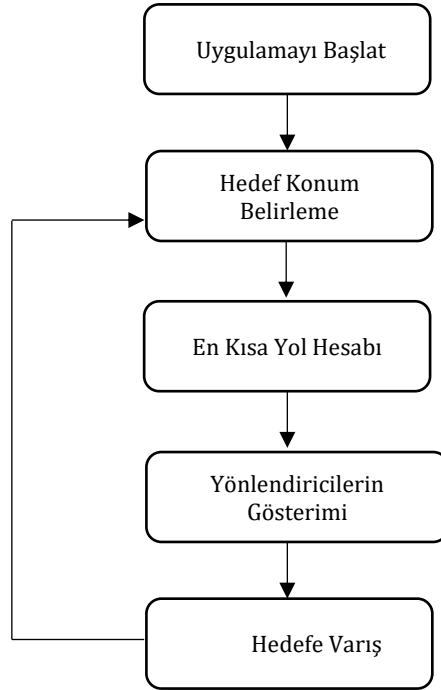 Uygulamayı Başlat
Hedef Konum
Belirleme
En Kısa Yol Hesabı
Yönlendiricilerin
Gösterimi
Hedefe Varış